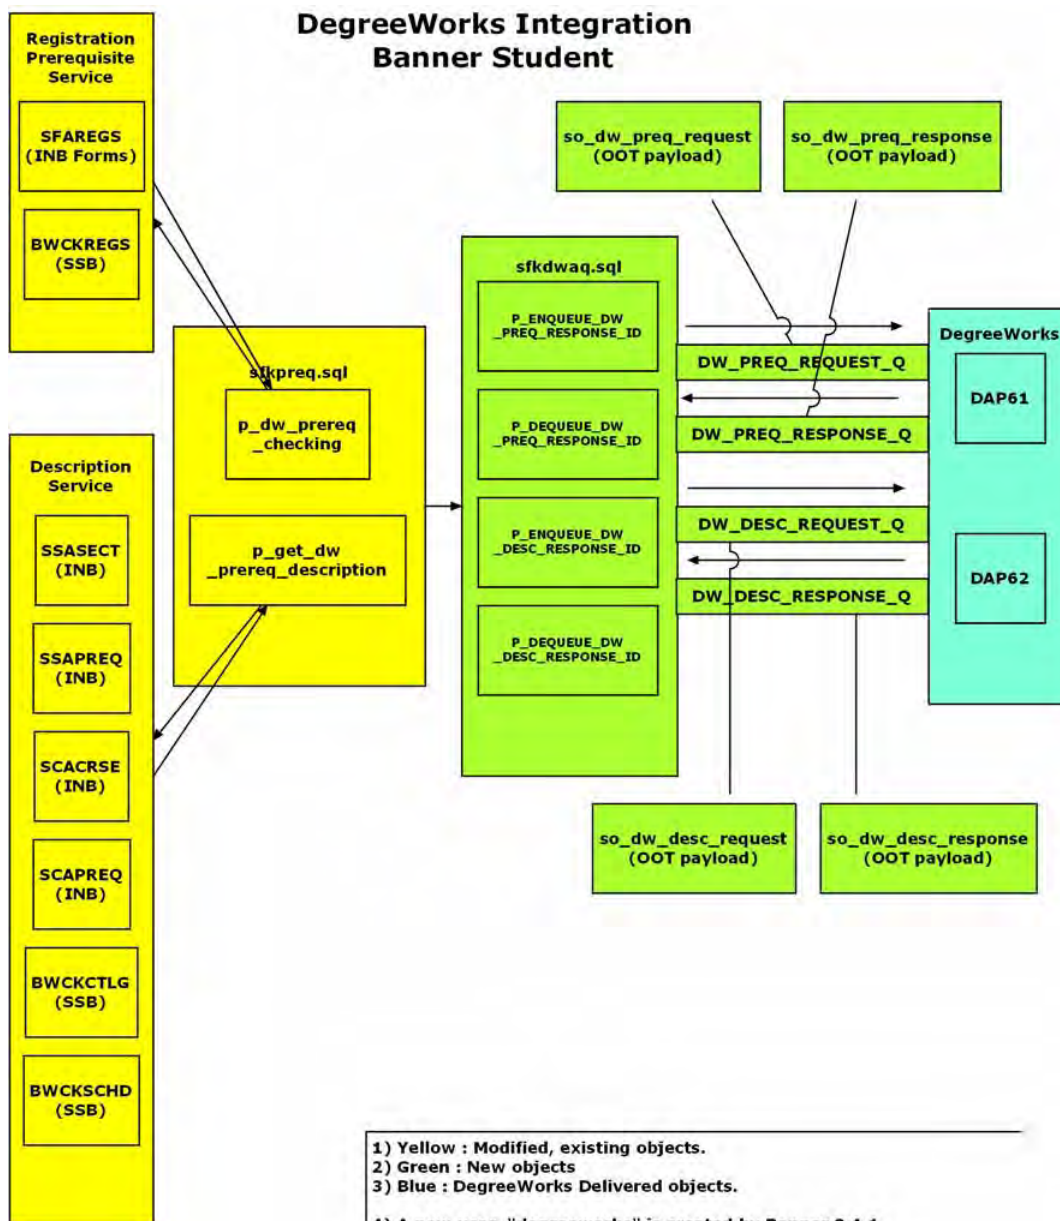 DegreeWorks Integration
Banner Student
Registration
Prerequisite
Service
SFAREGS
(INB Forms)
BWCKREGS
(SSB)
Description
Service
SSASECT
(INB)
SSAPREQ
(INB)
SCACRSE
(INB)
SCAPREQ
(INB)
BWCKCTLG
(SSB)
BWCKSCHD
(SSB)
sfkpreq.sql
p_dw_prereq
_checking
p_get_dw
_prereq_description
sfkdwaq.sql
P_ENQUEUE_DW
_PREQ_RESPONSE_ID
P_DEQUEUE_DW
_PREQ_RESPONSE_ID
P_ENQUEUE_DW
_DESC_RESPONSE_ID
P_DEQUEUE_DW
_DESC_RESPONSE_ID
so_dw_preq_request
(OOT payload)
so_dw_preq_response
(OOT payload)
DW_PREQ_REQUEST_Q
DW_PREQ_RESPONSE_Q
DW_DESC_REQUEST_Q
DW_DESC_RESPONSE_Q
DegreeWorks
DAP61
DAP62
so_dw_desc_request
(OOT payload)
so_dw_desc_response
(OOT payload)
1) Yellow : Modified, existing objects.
2) Green : New objects
3) Blue : DegreeWorks Delivered objects.